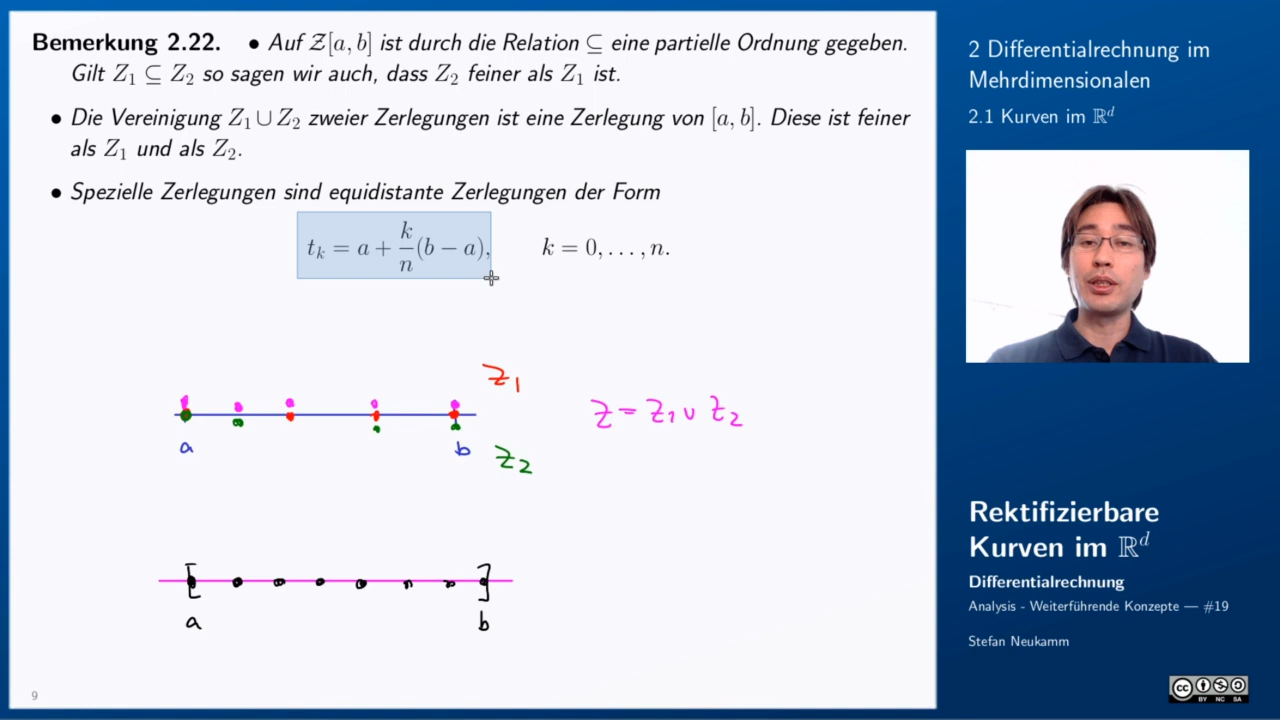 Bemerkung 2.22. • Auf 𝒵[a, b] ist durch die Relation ⊆ eine partielle Ordnung gegeben.
Gilt Z₁ ⊆ Z₂ so sagen wir auch, dass Z₂ feiner als Z₁ ist.
• Die Vereinigung Z₁ ∪ Z₂ zweier Zerlegungen ist eine Zerlegung von [a, b]. Diese ist feiner
als Z₁ und als Z₂.
• Spezielle Zerlegungen sind equidistante Zerlegungen der Form
tₖ = a + k/n (b − a), k = 0, . . . , n.
Z₁
Z = Z₁ ∪ Z₂
a b Z₂
[ ]
a b
9
2 Differentialrechnung im
Mehrdimensionalen
2.1 Kurven im ℝᵈ
Rektifizierbare
Kurven im ℝᵈ
Differentialrechnung
Analysis - Weiterführende Konzepte — #19
Stefan Neukamm
cc BY NC SA